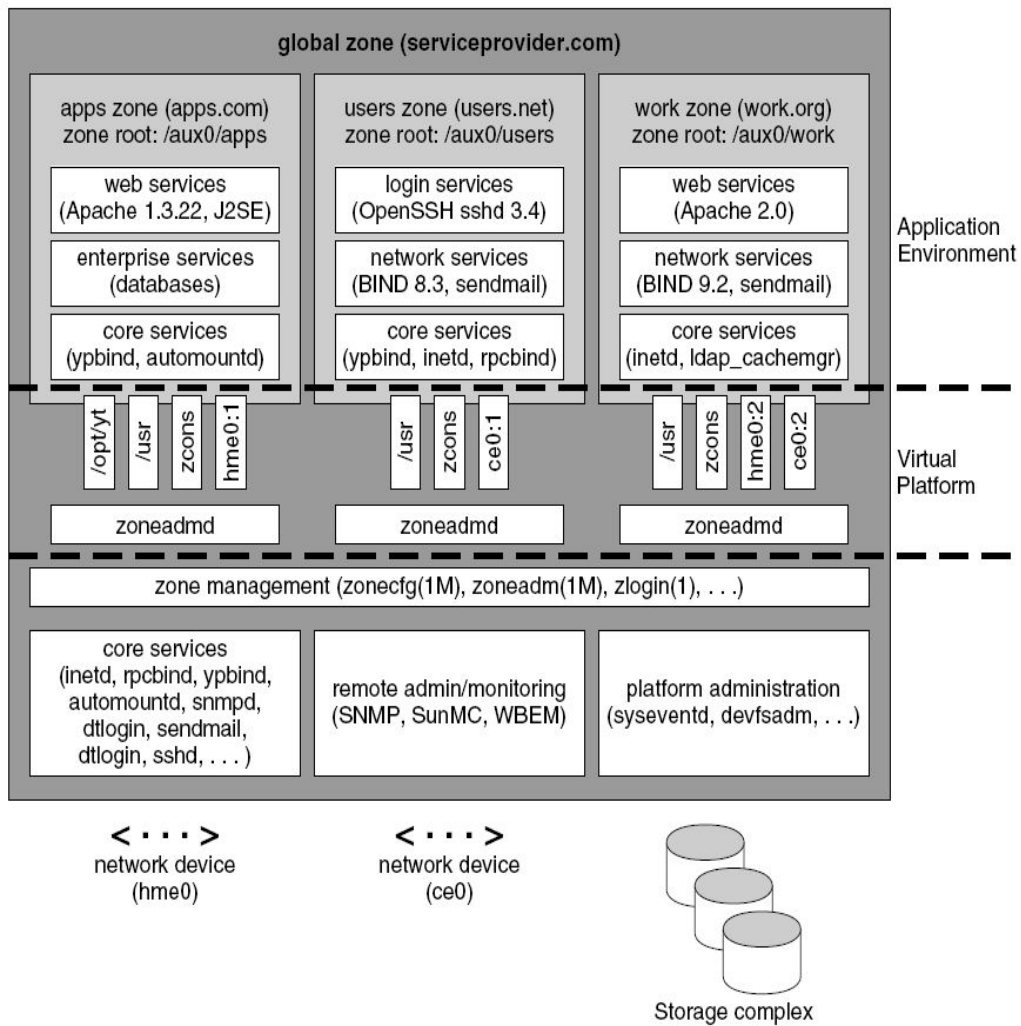 global zone (serviceprovider.com)
apps zone (apps.com)
zone root: /aux0/apps
web services
(Apache 1.3.22, J2SE)
enterprise services
(databases)
core services
(ypbind, automountd)
users zone (users.net)
zone root: /aux0/users
login services
(OpenSSH sshd 3.4)
network services
(BIND 8.3, sendmail)
core services
(ypbind, inetd, rpcbind)
work zone (work.org)
zone root: /aux0/work
web services
(Apache 2.0)
network services
(BIND 9.2, sendmail)
core services
(inetd, ldap_cachemgr)
Application
Environment
/opt/yt
/usr
zcons
hme0:1
zoneadmd
/usr
zcons
ce0:1
zoneadmd
/usr
zcons
hme0:2
ce0:2
zoneadmd
Virtual
Platform
zone management (zonecfg(1M), zoneadm(1M), zlogin(1), . . .)
core services
(inetd, rpcbind, ypbind,
automountd, snmpd,
dtlogin, sendmail,
dtlogin, sshd, . . . )
remote admin/monitoring
(SNMP, SunMC, WBEM)
platform administration
(syseventd, devfsadm, . . .)
<···>
network device
(hme0)
<···>
network device
(ce0)
Storage complex